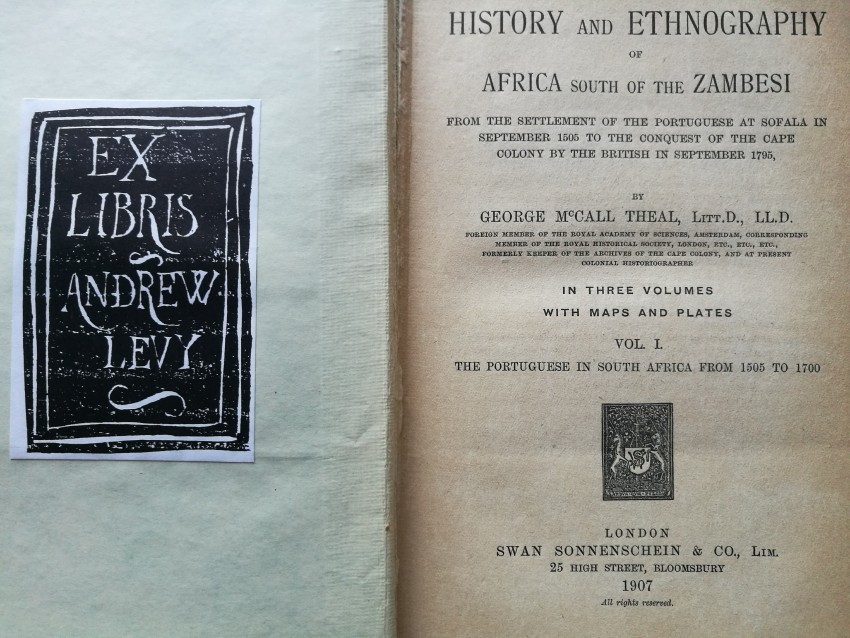 EX
LIBRIS
ANDREW
LEVY
HISTORY AND ETHNOGRAPHY
OF
AFRICA SOUTH OF THE ZAMBESI
FROM THE SETTLEMENT OF THE PORTUGUESE AT SOFALA IN
SEPTEMBER 1505 TO THE CONQUEST OF THE CAPE
COLONY BY THE BRITISH IN SEPTEMBER 1795,
BY
GEORGE McCALL THEAL, LITT.D., LL.D.
FOREIGN MEMBER OF THE ROYAL ACADEMY OF SCIENCES, AMSTERDAM, CORRESPONDING
MEMBER OF THE ROYAL HISTORICAL SOCIETY, LONDON, ETC., ETC., ETC.,
FORMERLY KEEPER OF THE ARCHIVES OF THE CAPE COLONY, AND AT PRESENT
COLONIAL HISTORIOGRAPHER
IN THREE VOLUMES
WITH MAPS AND PLATES
VOL. I.
THE PORTUGUESE IN SOUTH AFRICA FROM 1505 TO 1700
LONDON
SWAN SONNENSCHEIN & CO., LIM.
25 HIGH STREET, BLOOMSBURY
1907
All rights reserved.